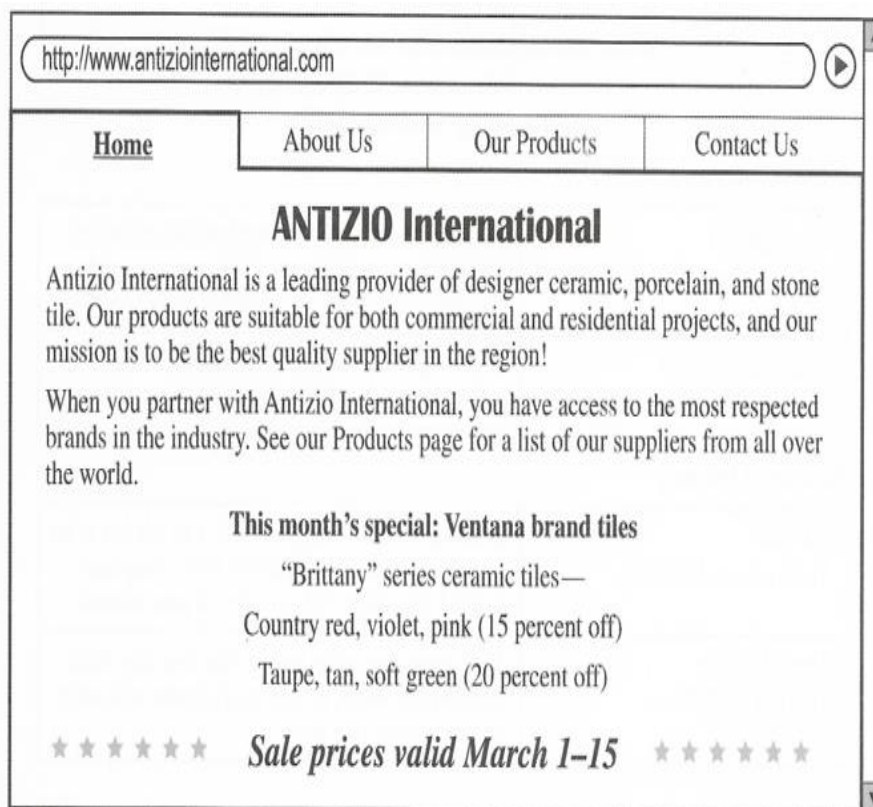 http://www.antiziointernational.com
Home
About Us
Our Products
Contact Us
ANTIZIO International
Antizio International is a leading provider of designer ceramic, porcelain, and stone
tile. Our products are suitable for both commercial and residential projects, and our
mission is to be the best quality supplier in the region!
When you partner with Antizio International, you have access to the most respected
brands in the industry. See our Products page for a list of our suppliers from all over
the world.
This month's special: Ventana brand tiles
“Brittany” series ceramic tiles—
Country red, violet, pink (15 percent off)
Taupe, tan, soft green (20 percent off)
Sale prices valid March 1–15